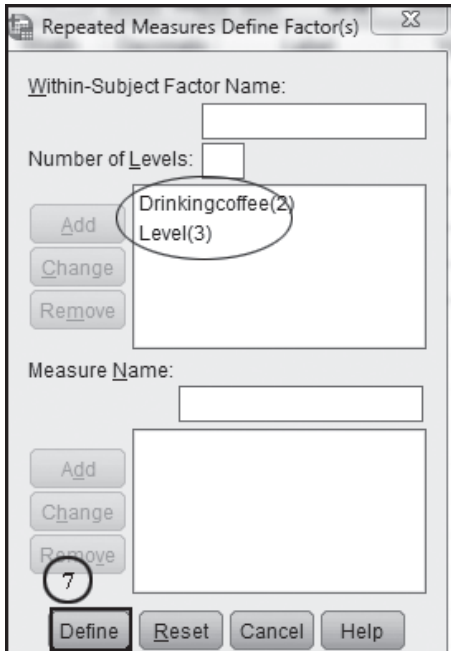 Repeated Measures Define Factor(s)
Within-Subject Factor Name:
Number of Levels:
Drinkingcoffee(2)
Level(3)
Add
Change
Remove
Measure Name:
Add
Change
Remove
7
Define Reset Cancel Help